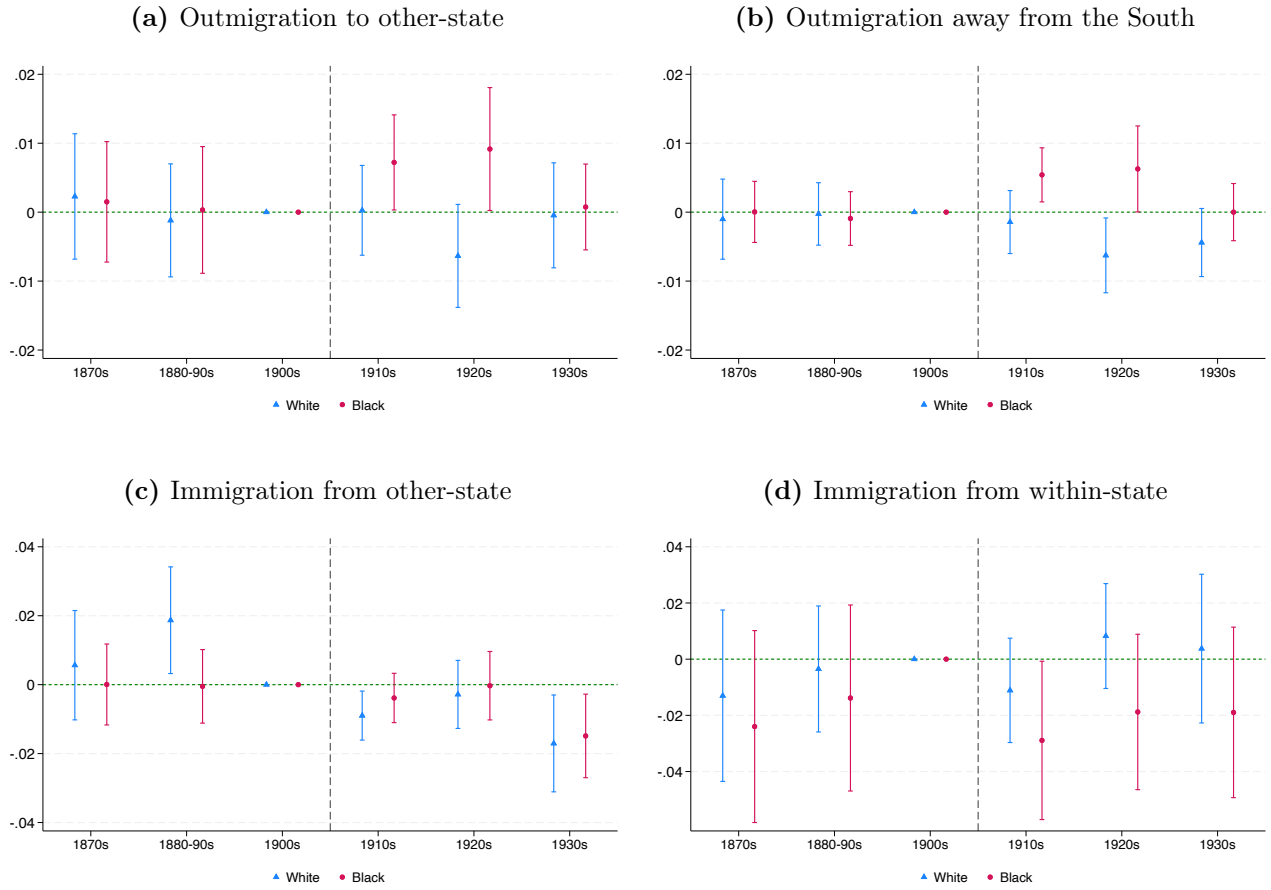 (a) Outmigration to other-state
.02
.01
0
-.01
-.02
1870s 1880-90s 1900s 1910s 1920s 1930s
White Black
(b) Outmigration away from the South
.02
.01
0
-.01
-.02
1870s 1880-90s 1900s 1910s 1920s 1930s
White Black
(c) Immigration from other-state
.04
.02
0
-.02
-.04
1870s 1880-90s 1900s 1910s 1920s 1930s
White Black
(d) Immigration from within-state
.04
.02
0
-.02
-.04
1870s 1880-90s 1900s 1910s 1920s 1930s
White Black